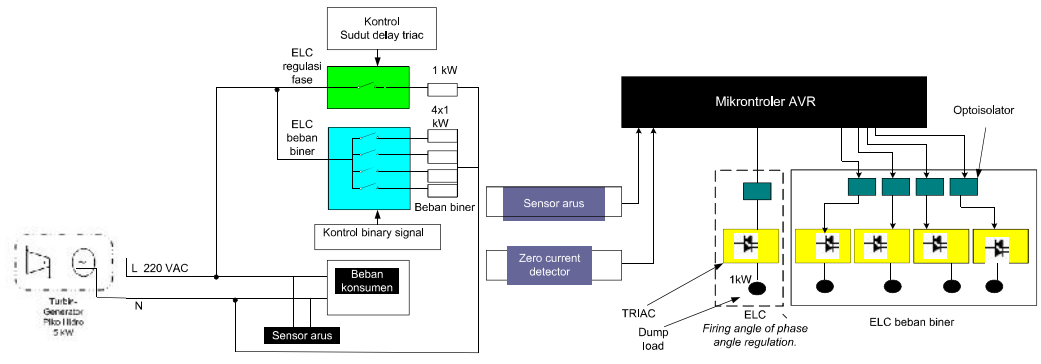 Kontrol
Sudut delay triac
ELC
regulasi
fase
1 kW
ELC
beban
biner
4x1
kW
Beban biner
Kontrol binary signal
L 220 VAC
N
Turbin-
Generator
Piko Hidro
5 kW
Beban
konsumen
Sensor arus
Mikrontroler AVR
Optoisolator
Sensor arus
Zero current
detector
1kW
TRIAC
Dump
load
ELC
Firing angle of phase
angle regulation.
ELC beban biner